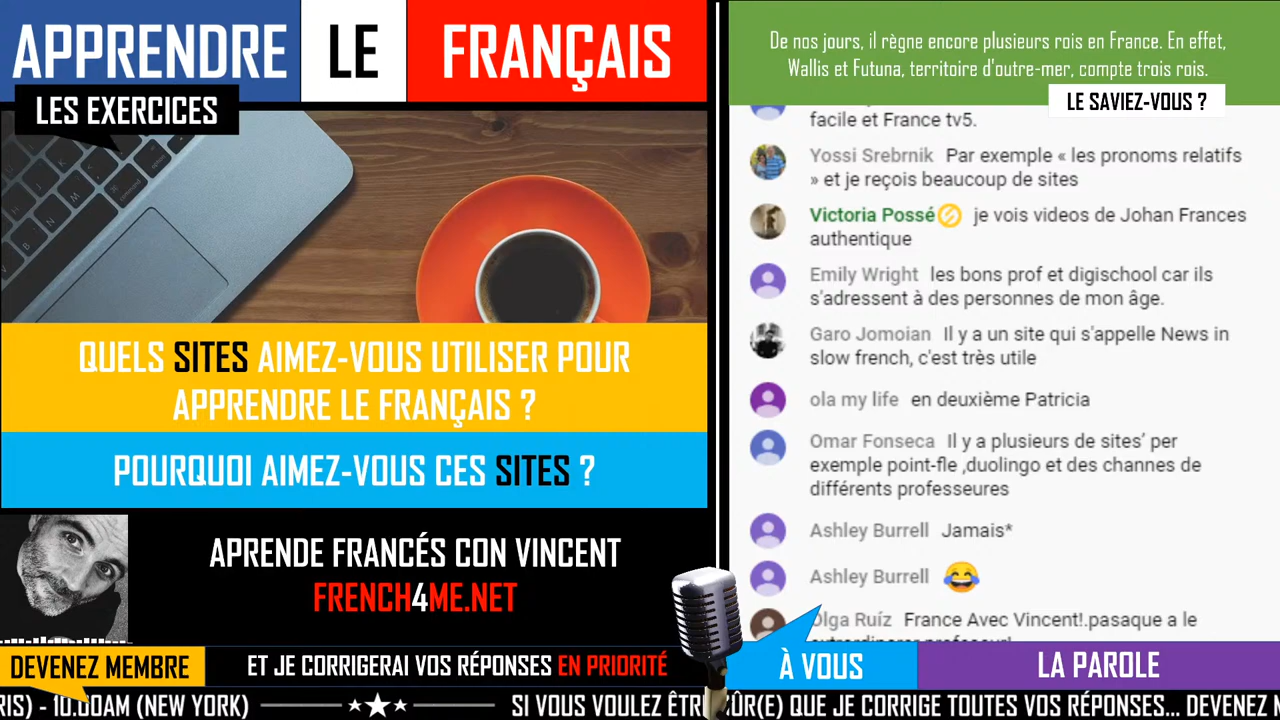 APPRENDRE LE FRANÇAIS
LES EXERCICES
QUELS SITES AIMEZ-VOUS UTILISER POUR
APPRENDRE LE FRANÇAIS ?
POURQUOI AIMEZ-VOUS CES SITES ?
APRENDE FRANCÉS CON VINCENT
FRENCH4ME.NET
De nos jours, il règne encore plusieurs rois en France. En effet,
Wallis et Futuna, territoire d'outre-mer, compte trois rois.
LE SAVIEZ-VOUS ?
facile et France tv5.
Yossi Srebrnik Par exemple « les pronoms relatifs
» et je reçois beaucoup de sites
Victoria Possé je vois videos de Johan Frances
authentique
Emily Wright les bons prof et digischool car ils
s'adressent à des personnes de mon âge.
Garo Jomoian Il y a un site qui s'appelle News in
slow french, c'est très utile
ola my life en deuxième Patricia
Omar Fonseca Il y a plusieurs de sites’ per
exemple point-fle ,duolingo et des channes de
différents professeures
Ashley Burrell Jamais*
Ashley Burrell 😂
Olga Ruíz France Avec Vincent!.pasaque a le
DEVENEZ MEMBRE
ET JE CORRIGERAI VOS RÉPONSES EN PRIORITÉ
À VOUS
LA PAROLE
RIS) - 10:00AM (NEW YORK) SI VOUS VOULEZ ÊTR ÛR(E) QUE JE CORRIGE TOUTES VOS RÉPONSES... DEVENEZ